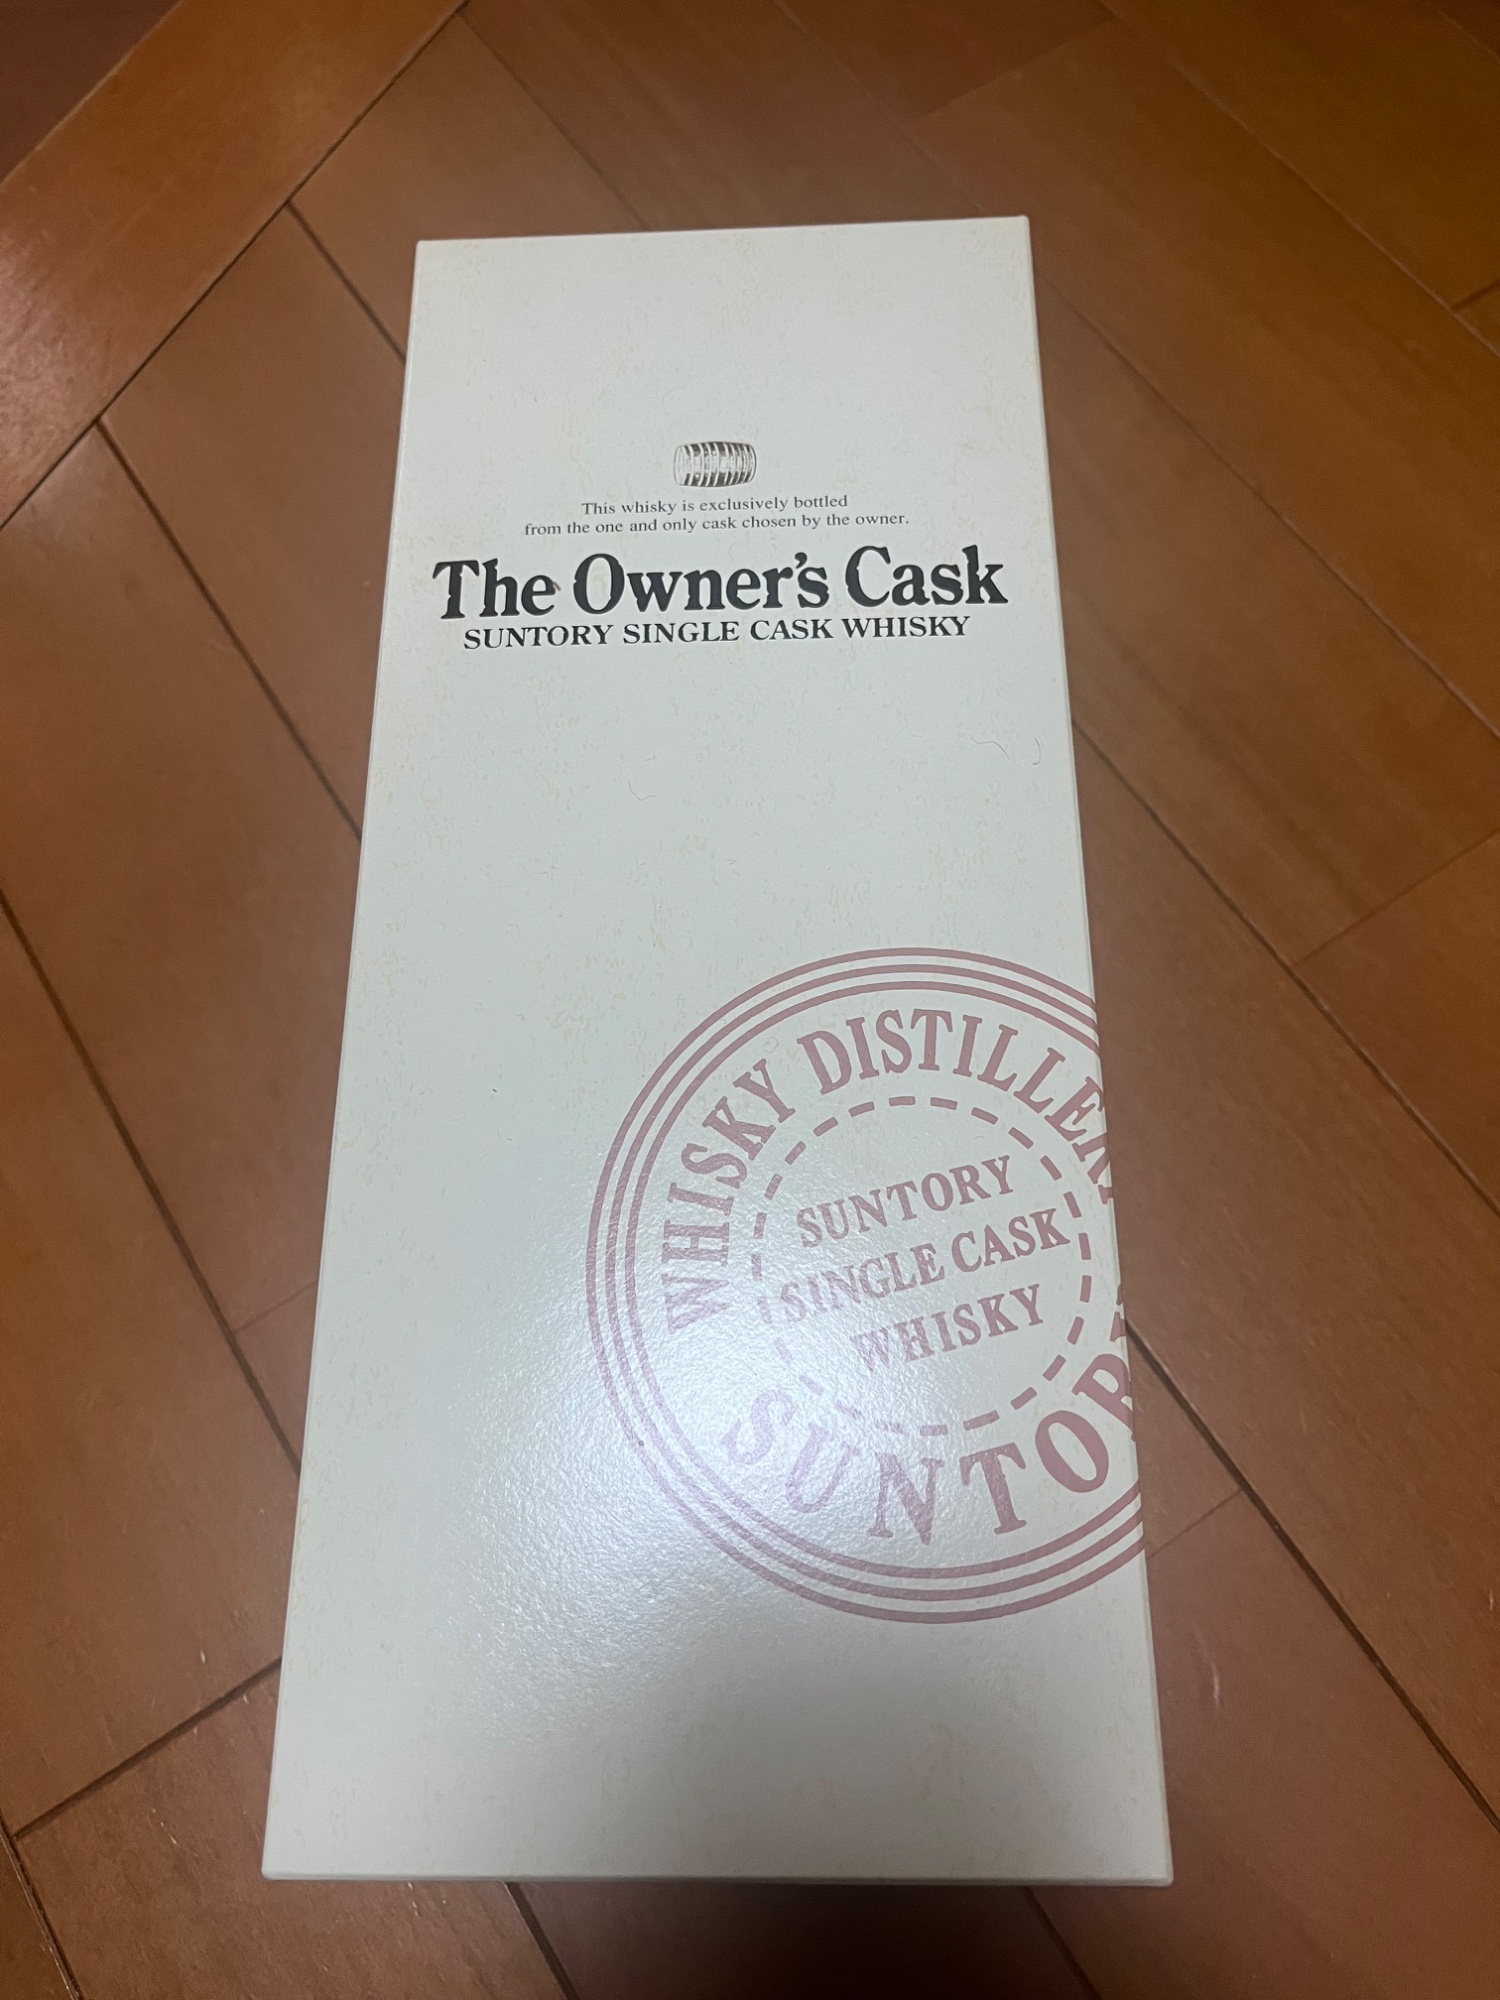 This whisky is exclusively bottled
from the one and only cask chosen by the owner.
The Owner's Cask
SUNTORY SINGLE CASK WHISKY
WHISKY DISTILLER
SUNTORY
SINGLE CASK
WHISKY
SUNTOR